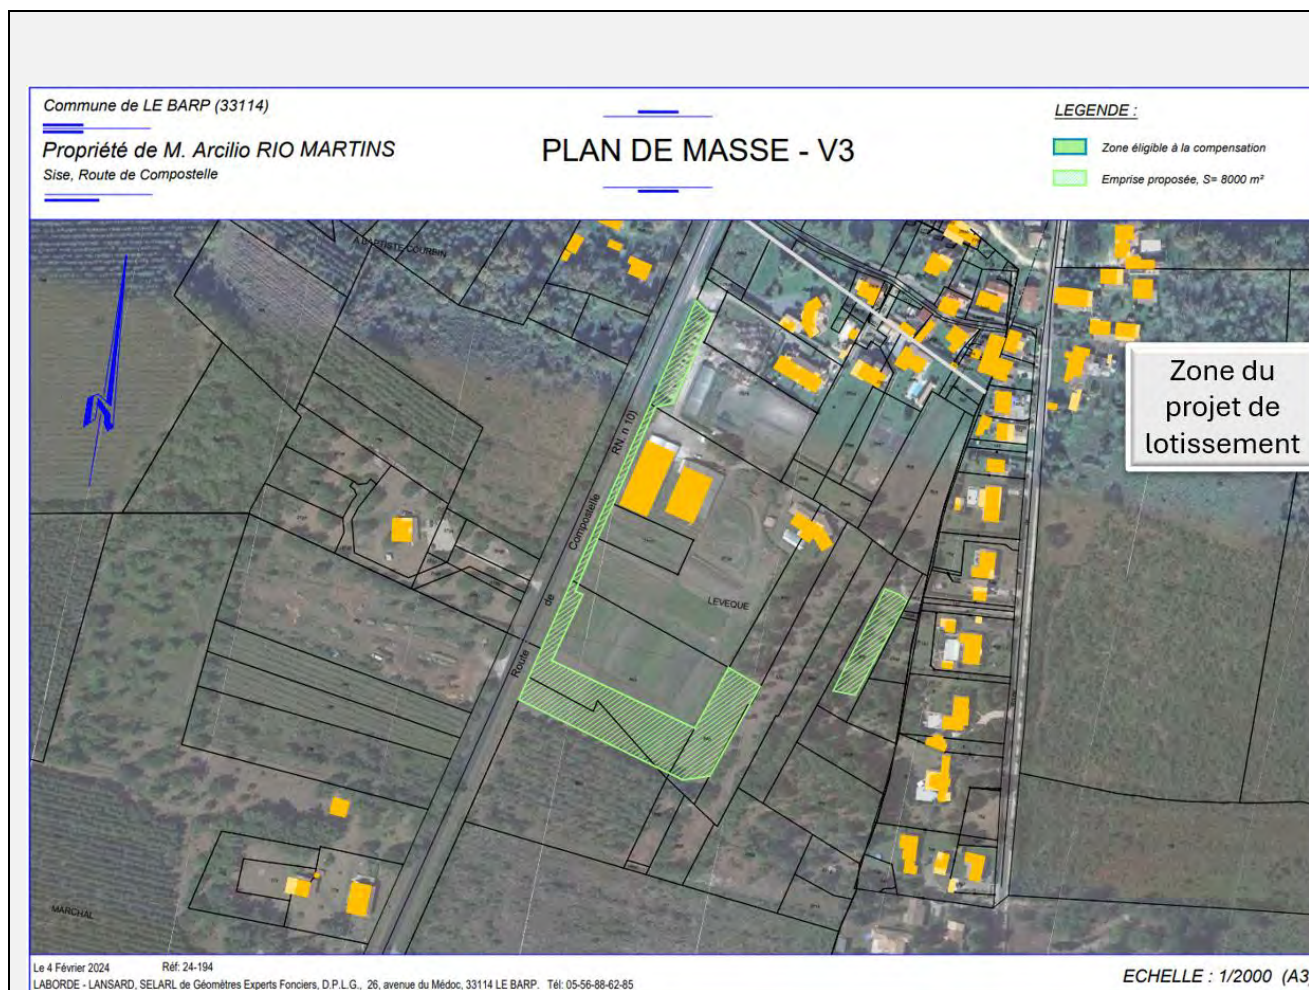 Commune de LE BARP (33114)
Propriété de M. Arcilio RIO MARTINS
Sise, Route de Compostelle
PLAN DE MASSE - V3
LEGENDE :
Zone éligible à la compensation
Emprise proposée, S= 8000 m²
A BAPTISTE COURBIN
Zone du
projet de
lotissement
RN. n 10)
Compostelle
de
Route
LEVEQUE
MARCHAL
N
Le 4 Février 2024 Réf: 24-194
LABORDE - LANSARD, SELARL de Géomètres Experts Fonciers, D.P.L.G., 26, avenue du Médoc, 33114 LE BARP. Tél: 05-56-88-62-85
ECHELLE : 1/2000 (A3)